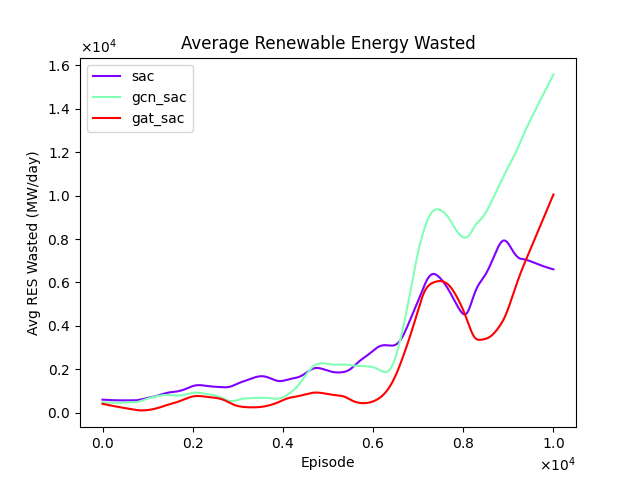 Average Renewable Energy Wasted
×10⁴
sac
gcn_sac
gat_sac
Avg RES Wasted (MW/day)
1.6
1.4
1.2
1.0
0.8
0.6
0.4
0.2
0.0
0.0 0.2 0.4 0.6 0.8 1.0
Episode
×10⁴